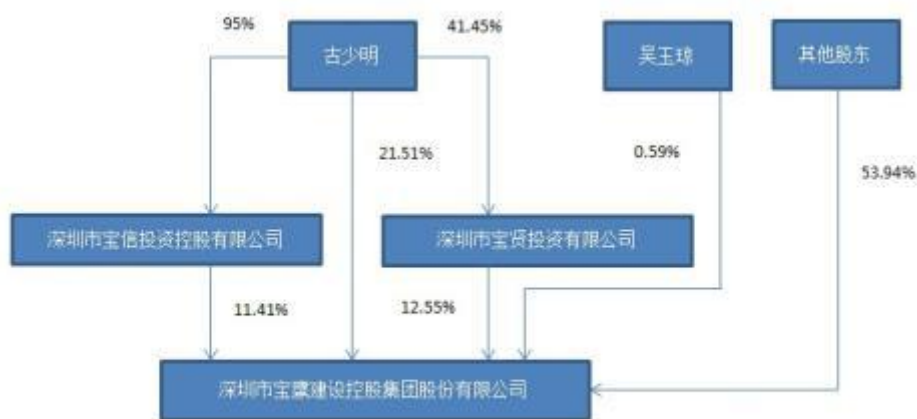 95%
41.45%
古少明
吴玉琼
其他股东
21.51%
0.59%
53.94%
深圳市宝信投资控股有限公司
深圳市宝贤投资有限公司
11.41%
12.55%
深圳市宝鹰建设控股集团股份有限公司